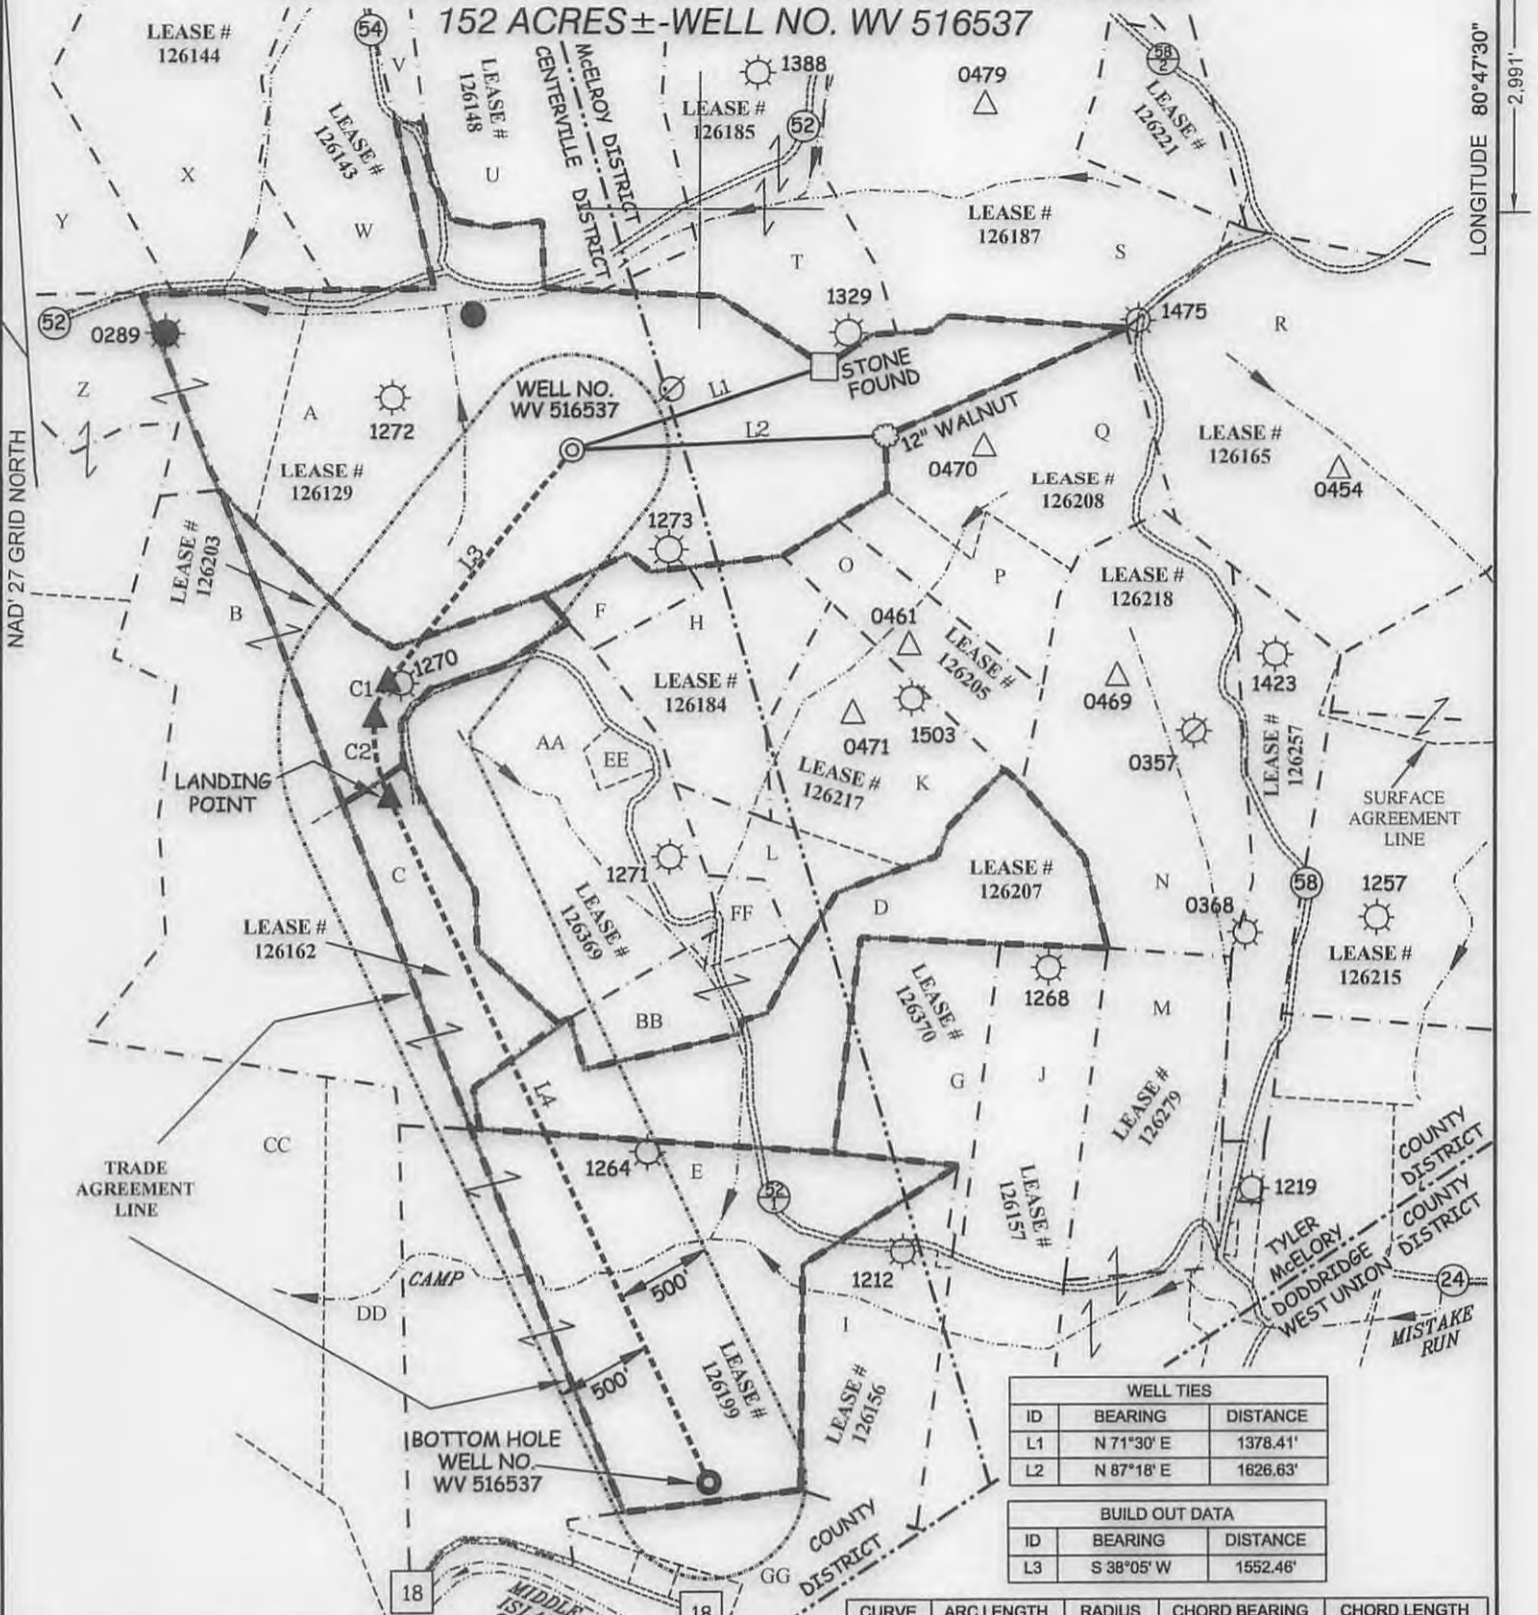 152 ACRES±-WELL NO. WV 516537
LEASE #
126144
54
V
LEASE #
126148
CENTERVILLE DISTRICT
McELROY DISTRICT
1388
LEASE #
126185
52
0479
58
2
LEASE #
126221
LONGITUDE 80°47'30"
2,991'
LEASE #
126143
X
U
Y
W
T
LEASE #
126187
S
52
0289
1329
1475
R
STONE
FOUND
Z
A
1272
WELL NO.
WV 516537
L1
L2
12" WALNUT
0470
Q
LEASE #
126165
0454
LEASE #
126129
LEASE #
126208
NAD'27 GRID NORTH
LEASE #
126203
1273
L3
O
P
LEASE #
126218
B
F
H
0461
LEASE #
126205
1270
C1
LEASE #
126184
0469
1423
C2
AA
EE
0471
1503
0357
LEASE #
126257
LANDING
POINT
LEASE #
126217
K
SURFACE
AGREEMENT
LINE
C
1271
L
LEASE #
126207
N
58
1257
0368
LEASE #
126162
LEASE #
126369
FF
D
LEASE #
126215
LEASE #
126370
1268
BB
M
G
J
L4
LEASE #
126279
CC
TRADE
AGREEMENT
LINE
1264
E
52
1
LEASE #
126157
1219
COUNTY
DISTRICT
COUNTY
DISTRICT
TYLER
McELORY
DODDRIDGE
WEST UNION
24
MISTAKE
RUN
CAMP
500'
1212
DD
I
500'
LEASE #
126199
LEASE #
126156
BOTTOM HOLE
WELL NO.
WV 516537
WELL TIES
ID BEARING DISTANCE
L1 N 71°30' E 1378.41'
L2 N 87°18' E 1626.63'
BUILD OUT DATA
ID BEARING DISTANCE
L3 S 38°05' W 1552.46'
COUNTY
DISTRICT
GG
18
MIDDLE
18
CURVE ARC LENGTH RADIUS CHORD BEARING CHORD LENGTH